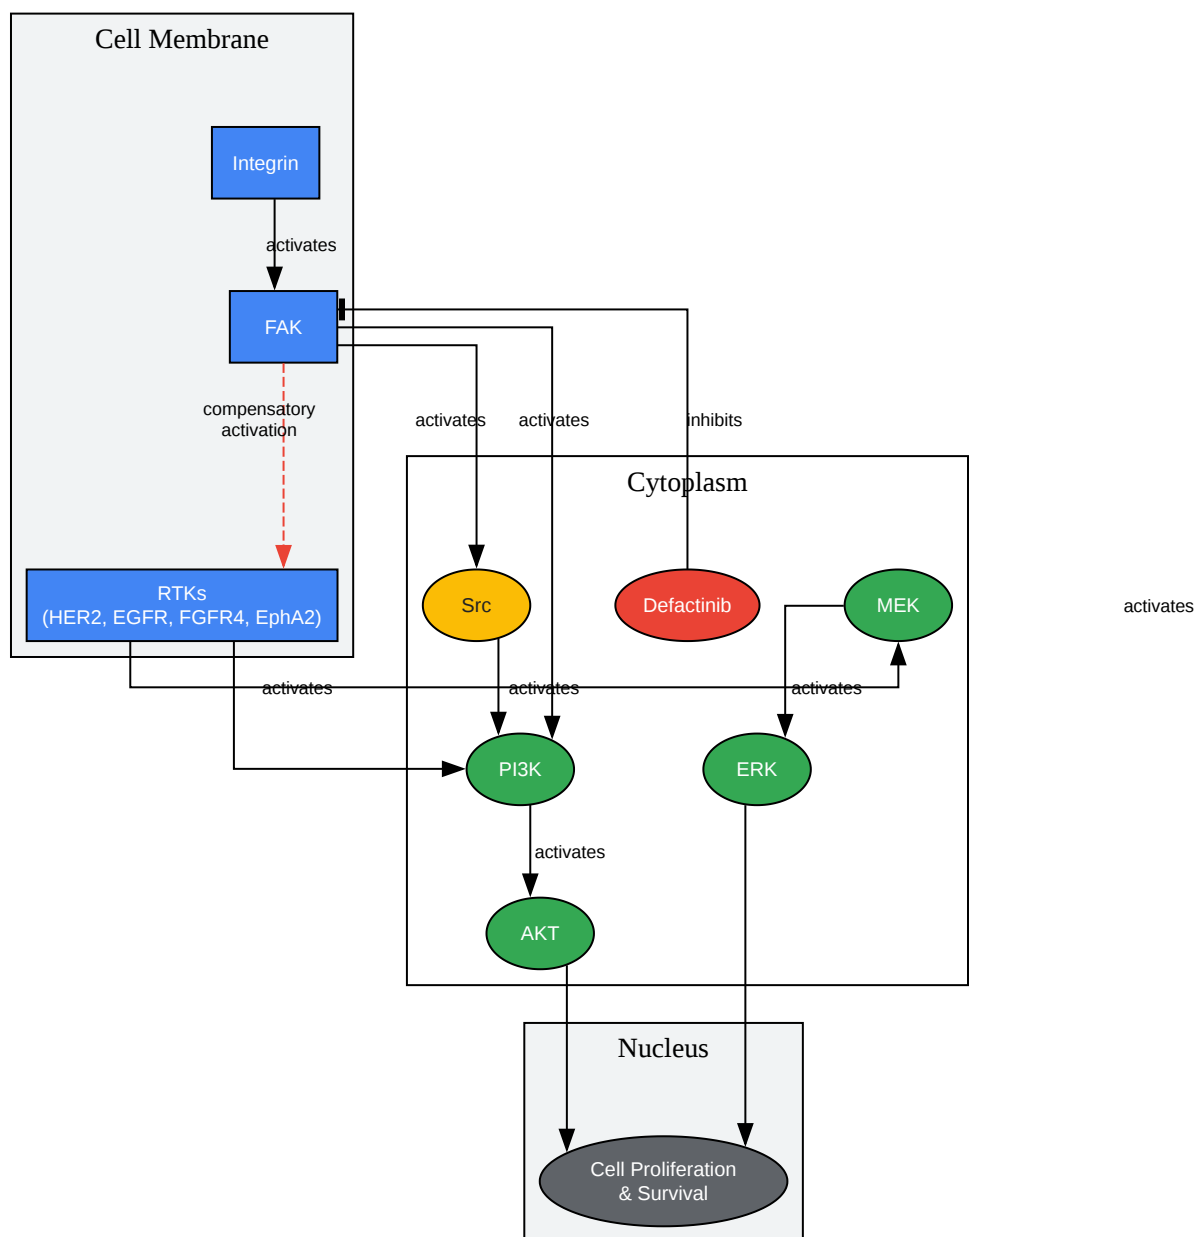 Cell Membrane
Integrin
activates
FAK
compensatory
activation
activates
activates
inhibits
Cytoplasm
RTKs
(HER2, EGFR, FGFR4, EphA2)
Src
Defactinib
MEK
activates
activates
activates
activates
PI3K
ERK
activates
AKT
Nucleus
Cell Proliferation
& Survival